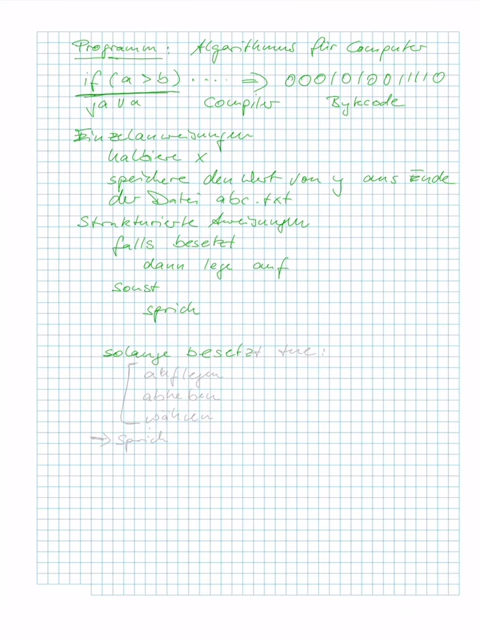 Programm: Algorithmus für Computer
if (a > b) ..... => 0001010011110
Java Compiler Bytecode
Einzelanweisungen
halbiere x
speichere den Wert von y ans Ende
der Datei abc.txt
Strukturierte Anweisungen
falls besetzt
dann lege auf
sonst
sprich
solange besetzt tue:
auflegen
abheben
wählen
→ sprich